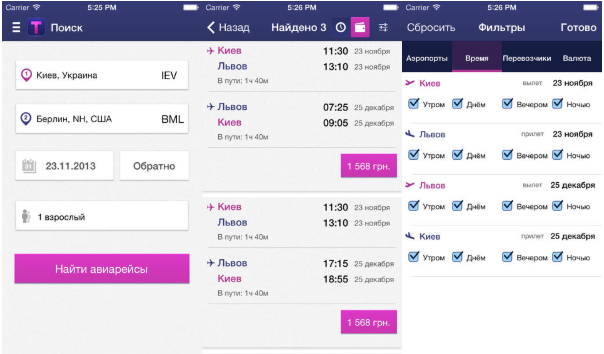 Carrier 5:25 PM
T Поиск
1 Киев, Украина IEV
2 Берлин, NH, США BML
31 23.11.2013 Обратно
1 взрослый
Найти авиарейсы
Carrier 5:26 PM
Назад Найдено 3
Киев 11:30 23 ноября
Львов 13:10 23 ноября
В пути: 1ч 40м
Львов 07:25 25 декабря
Киев 09:05 25 декабря
1 568 грн.
Киев 11:30 23 ноября
Львов 13:10 23 ноября
В пути: 1ч 40м
Львов 17:15 25 декабря
Киев 18:55 25 декабря
В пути: 1ч 40м
1 568 грн.
Carrier 5:26 PM
Сбросить Фильтры Готово
Аэропорты Время Перевозчики Валюта
Киев вылет 23 ноября
Утром Днём Вечером Ночью
Львов прилет 23 ноября
Утром Днём Вечером Ночью
Львов вылет 25 декабря
Утром Днём Вечером Ночью
Киев прилет 25 декабря
Утром Днём Вечером Ночью